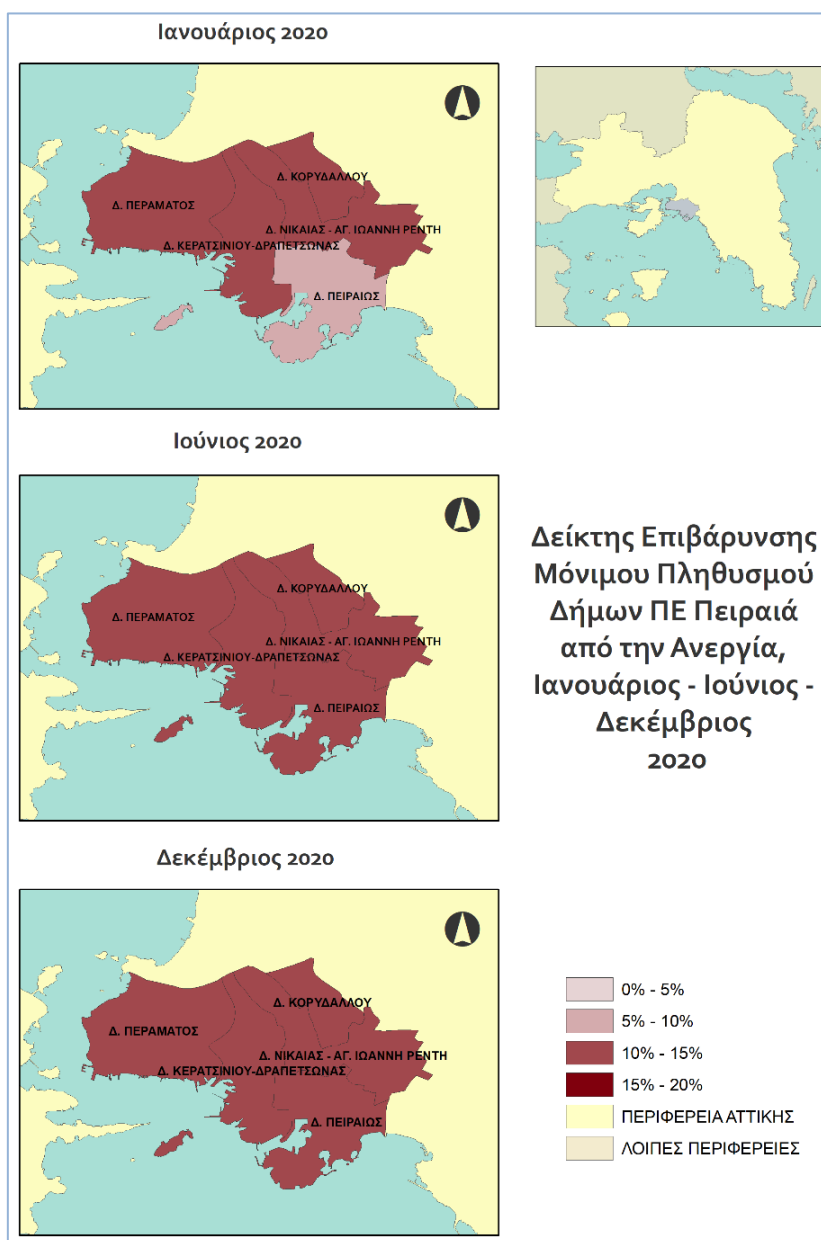 Ιανουάριος 2020
Δ. ΚΟΡΥΔΑΛΛΟΥ
Δ. ΠΕΡΑΜΑΤΟΣ
Δ. ΝΙΚΑΙΑΣ - ΑΓ. ΙΩΑΝΝΗ ΡΕΝΤΗ
Δ. ΚΕΡΑΤΣΙΝΙΟΥ-ΔΡΑΠΕΤΣΩΝΑΣ
Δ. ΠΕΙΡΑΙΩΣ
Ιούνιος 2020
Δ. ΚΟΡΥΔΑΛΛΟΥ
Δ. ΠΕΡΑΜΑΤΟΣ
Δ. ΝΙΚΑΙΑΣ - ΑΓ. ΙΩΑΝΝΗ ΡΕΝΤΗ
Δ. ΚΕΡΑΤΣΙΝΙΟΥ-ΔΡΑΠΕΤΣΩΝΑΣ
Δ. ΠΕΙΡΑΙΩΣ
Δείκτης Επιβάρυνσης
Μόνιμου Πληθυσμού
Δήμων ΠΕ Πειραιά
από την Ανεργία,
Ιανουάριος - Ιούνιος -
Δεκέμβριος
2020
Δεκέμβριος 2020
Δ. ΚΟΡΥΔΑΛΛΟΥ
Δ. ΠΕΡΑΜΑΤΟΣ
Δ. ΝΙΚΑΙΑΣ - ΑΓ. ΙΩΑΝΝΗ ΡΕΝΤΗ
Δ. ΚΕΡΑΤΣΙΝΙΟΥ-ΔΡΑΠΕΤΣΩΝΑΣ
Δ. ΠΕΙΡΑΙΩΣ
0% - 5%
5% - 10%
10% - 15%
15% - 20%
ΠΕΡΙΦΕΡΕΙΑ ΑΤΤΙΚΗΣ
ΛΟΙΠΕΣ ΠΕΡΙΦΕΡΕΙΕΣ